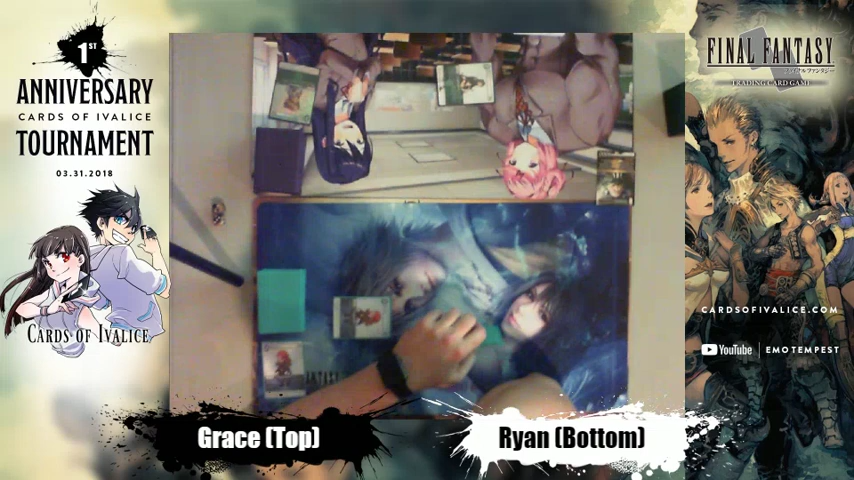 1ST
ANNIVERSARY
CARDS OF IVALICE
TOURNAMENT
03.31.2018
CARDS OF IVALICE
FINAL FANTASY
TRADING CARD GAME
CARDSOFIVALICE.COM
YouTube | EMOTEMPEST
Grace (Top)
Ryan (Bottom)